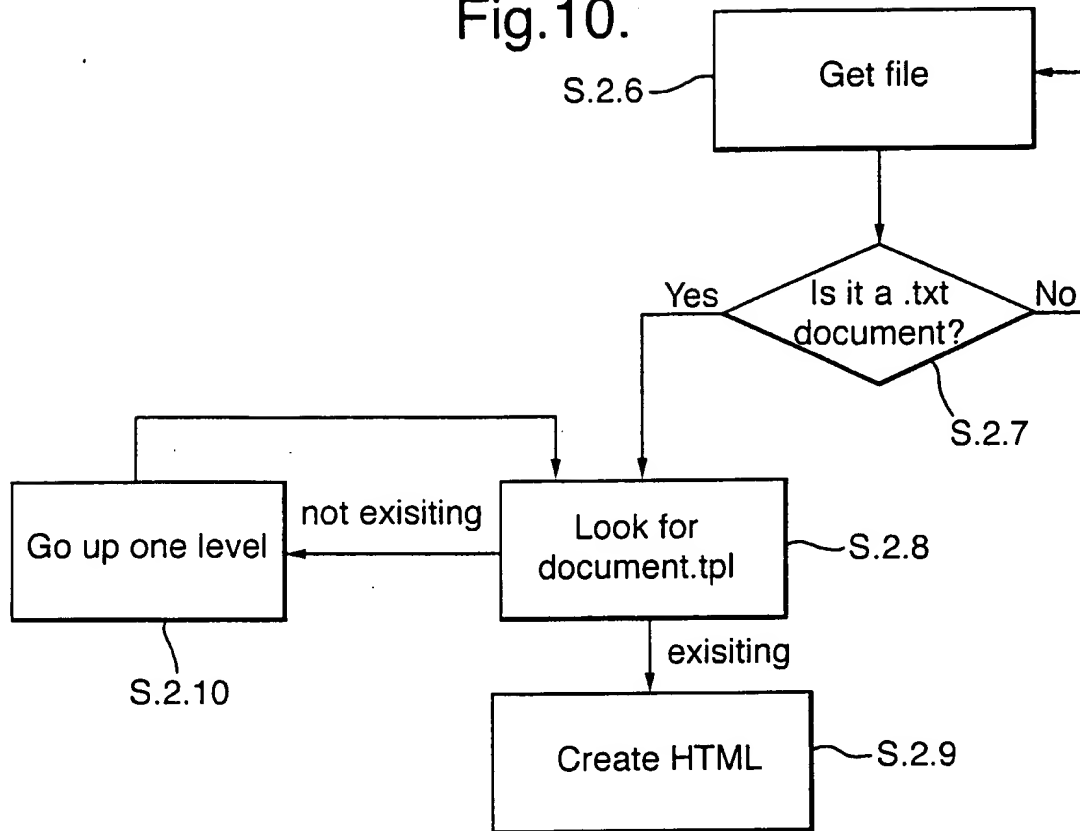 Fig.10.
Get file
S.2.6
Yes
Is it a .txt
document?
No
S.2.7
Go up one level
not exisiting
Look for
document.tpl
S.2.8
S.2.10
exisiting
Create HTML
S.2.9